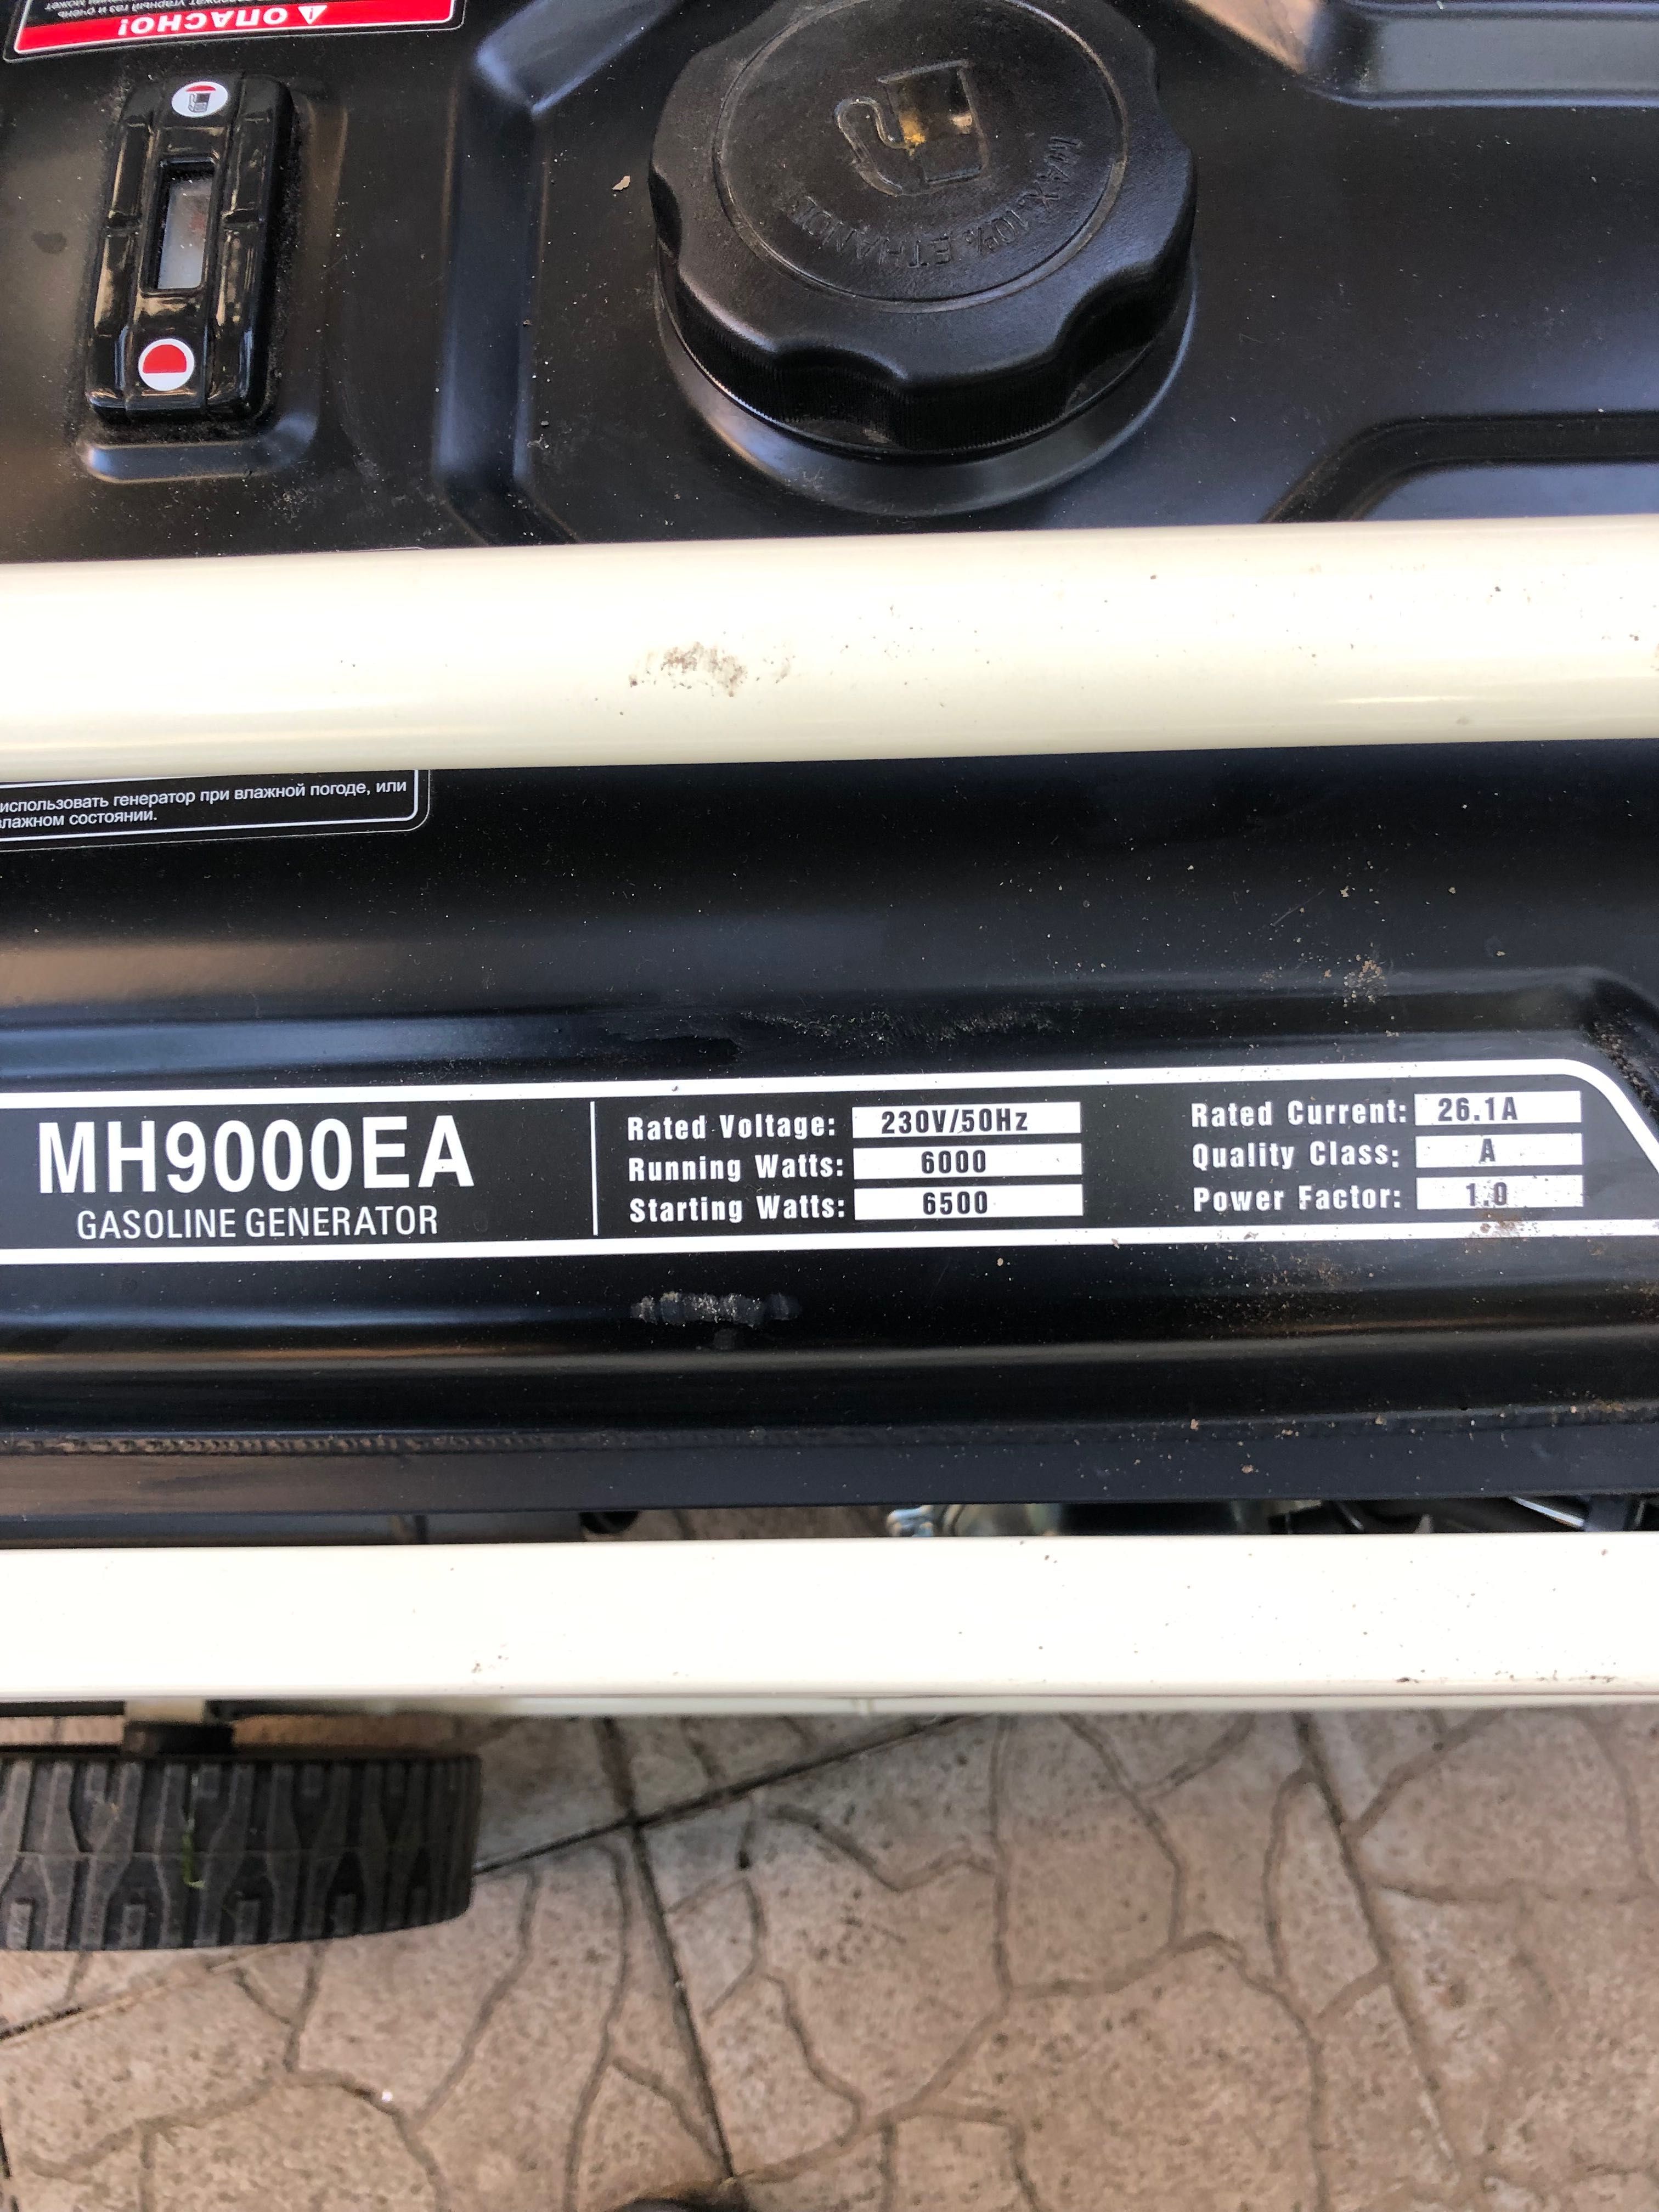 ОПАСНО!
MAX.10% ETHANOL
использовать генератор при влажной погоде, или
влажном состоянии.
MH9000EA
GASOLINE GENERATOR
Rated Voltage: 230V/50Hz
Running Watts: 6000
Starting Watts: 6500
Rated Current: 26.1A
Quality Class: A
Power Factor: 1.0